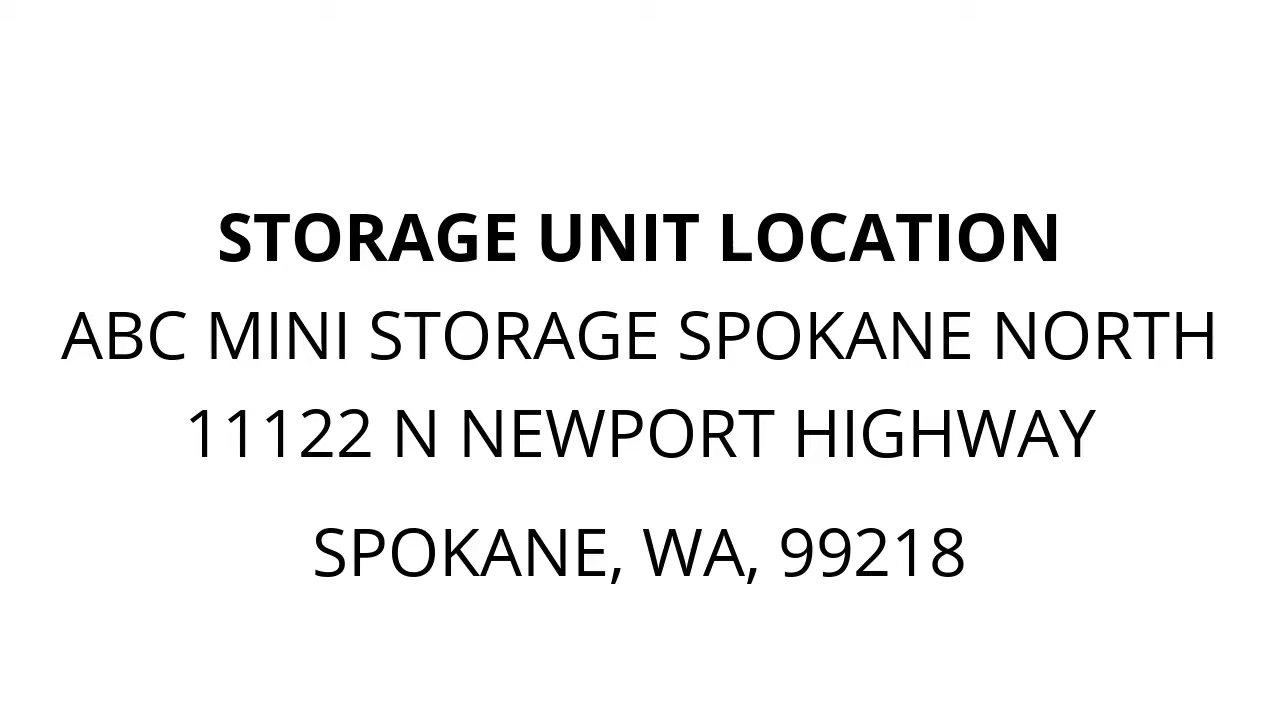 STORAGE UNIT LOCATION
ABC MINI STORAGE SPOKANE NORTH
11122 N NEWPORT HIGHWAY
SPOKANE, WA, 99218